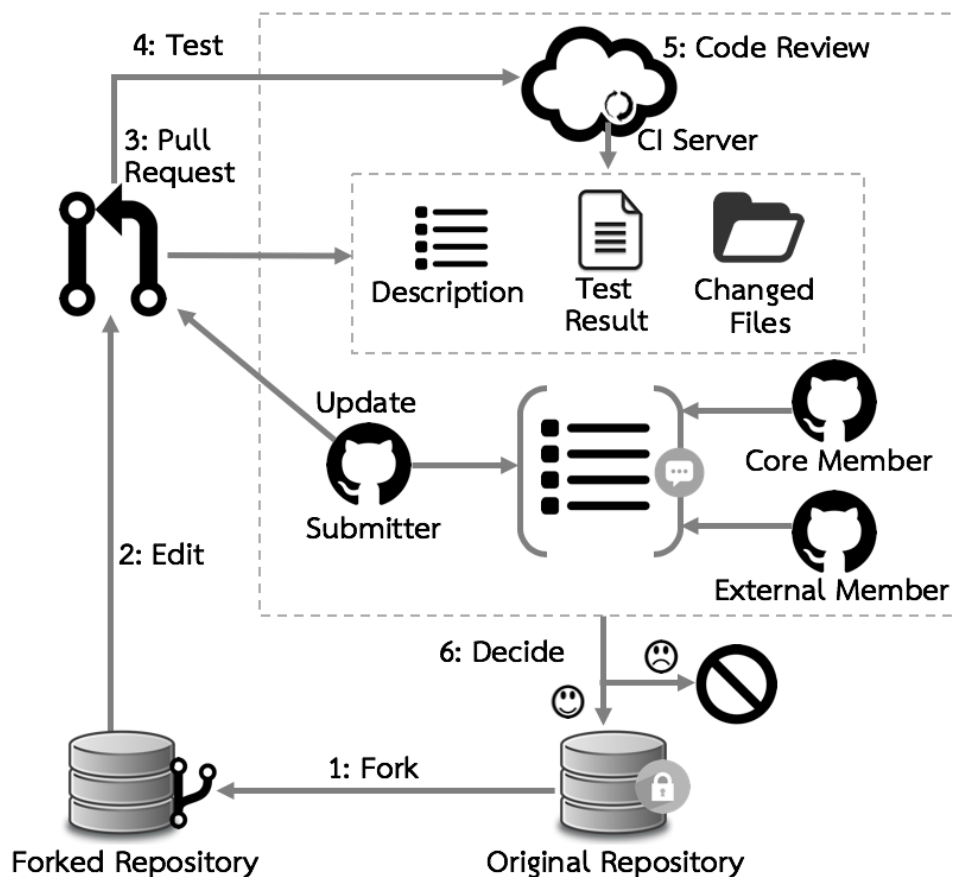 4: Test
5: Code Review
CI Server
3: Pull
Request
Description
Test
Result
Changed
Files
Update
Submitter
Core Member
External Member
2: Edit
6: Decide
1: Fork
Forked Repository
Original Repository